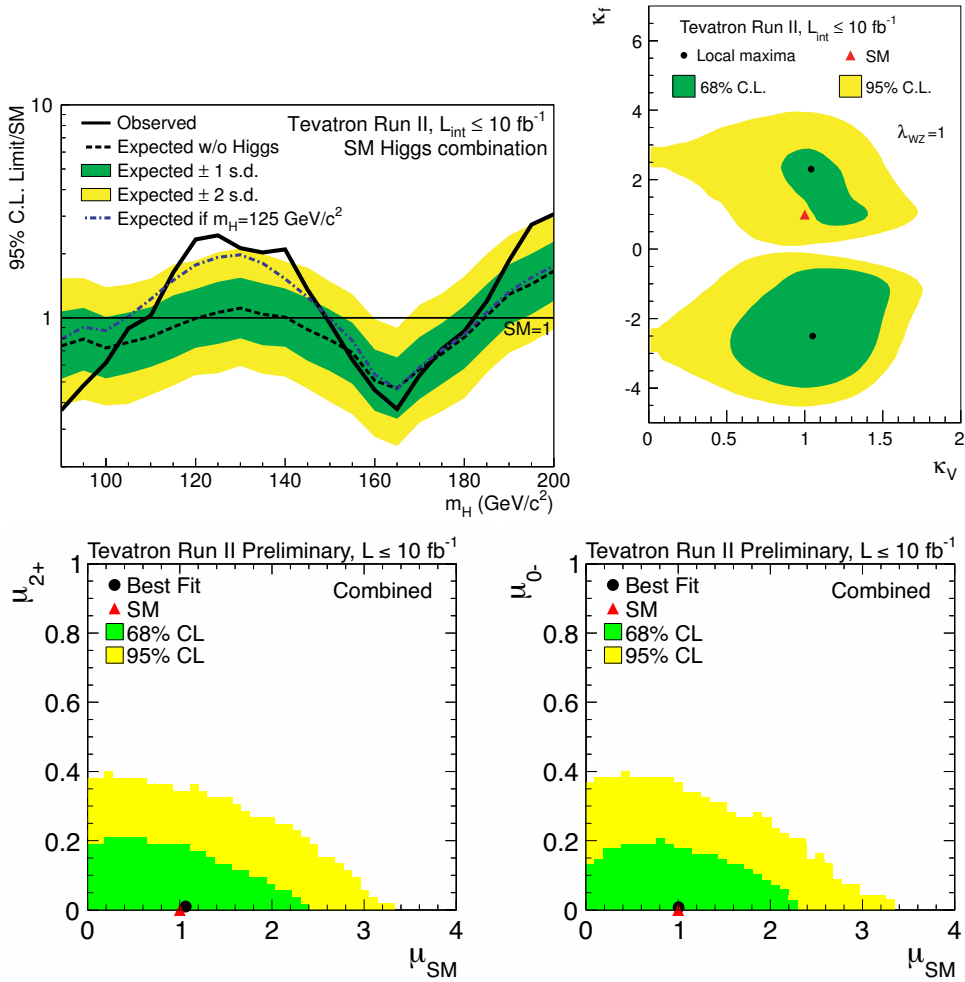 95% C.L. Limit/SM
10
1
Observed
Expected w/o Higgs
Expected ± 1 s.d.
Expected ± 2 s.d.
Expected if m_H=125 GeV/c²
Tevatron Run II, L_int ≤ 10 fb⁻¹
SM Higgs combination
SM=1
100 120 140 160 180 200
m_H (GeV/c²)
κ_f
6
4
2
0
-2
-4
Tevatron Run II, L_int ≤ 10 fb⁻¹
Local maxima SM
68% C.L. 95% C.L.
λ_WZ=1
0 0.5 1 1.5 2
κ_V
Tevatron Run II Preliminary, L ≤ 10 fb⁻¹
μ_2+
1
0.8
0.6
0.4
0.2
0
Best Fit
SM
68% CL
95% CL
Combined
0 1 2 3 4
μ_SM
Tevatron Run II Preliminary, L ≤ 10 fb⁻¹
μ_0-
1
0.8
0.6
0.4
0.2
0
Best Fit
SM
68% CL
95% CL
Combined
0 1 2 3 4
μ_SM